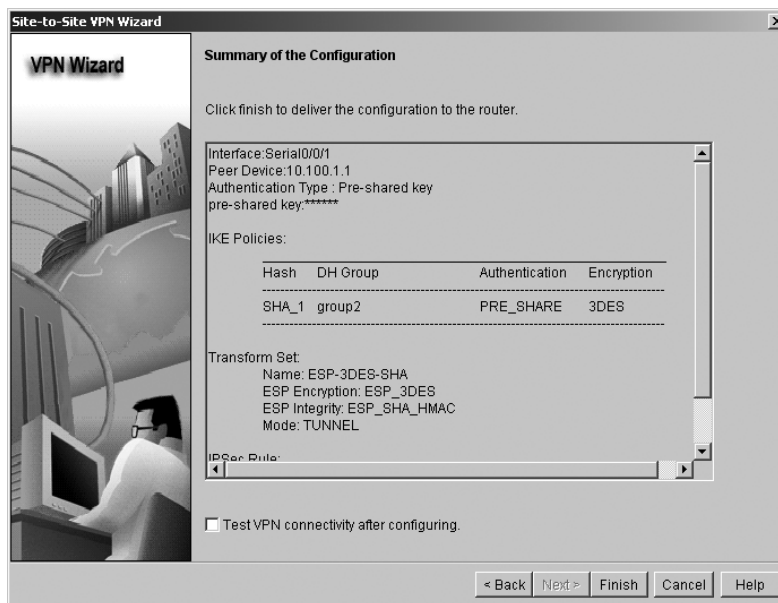 Site-to-Site VPN Wizard
VPN Wizard
Summary of the Configuration
Click finish to deliver the configuration to the router.
Interface:Serial0/0/1
Peer Device:10.100.1.1
Authentication Type : Pre-shared key
pre-shared key:******
IKE Policies:
Hash DH Group Authentication Encryption
SHA_1 group2 PRE_SHARE 3DES
Transform Set:
Name: ESP-3DES-SHA
ESP Encryption: ESP_3DES
ESP Integrity: ESP_SHA_HMAC
Mode: TUNNEL
IPSec Rule:
Test VPN connectivity after configuring.
< Back Next > Finish Cancel Help